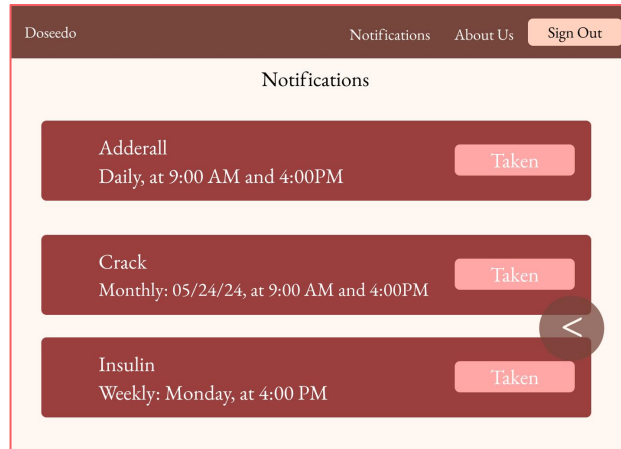 Doseedo
Notifications
About Us
Sign Out
Notifications
Adderall
Daily, at 9:00 AM and 4:00PM
Taken
Crack
Monthly: 05/24/24, at 9:00 AM and 4:00PM
Taken
<
Insulin
Weekly: Monday, at 4:00 PM
Taken